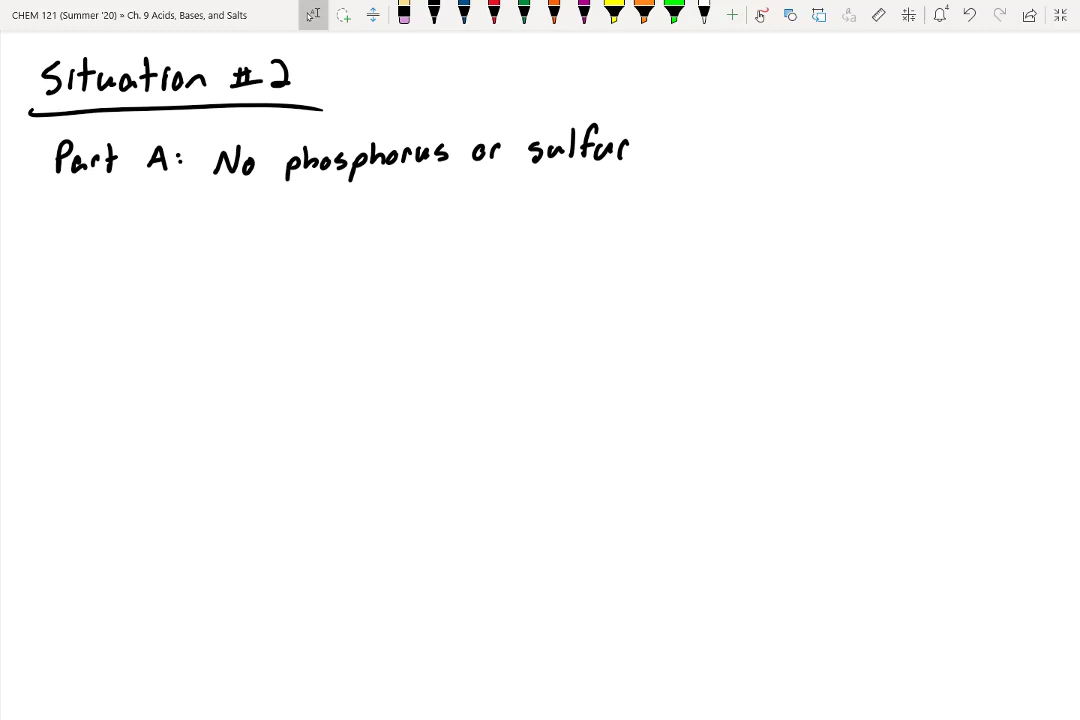 CHEM 121 (Summer '20) » Ch. 9 Acids, Bases, and Salts
Situation #2
Part A: No phosphorus or sulfur